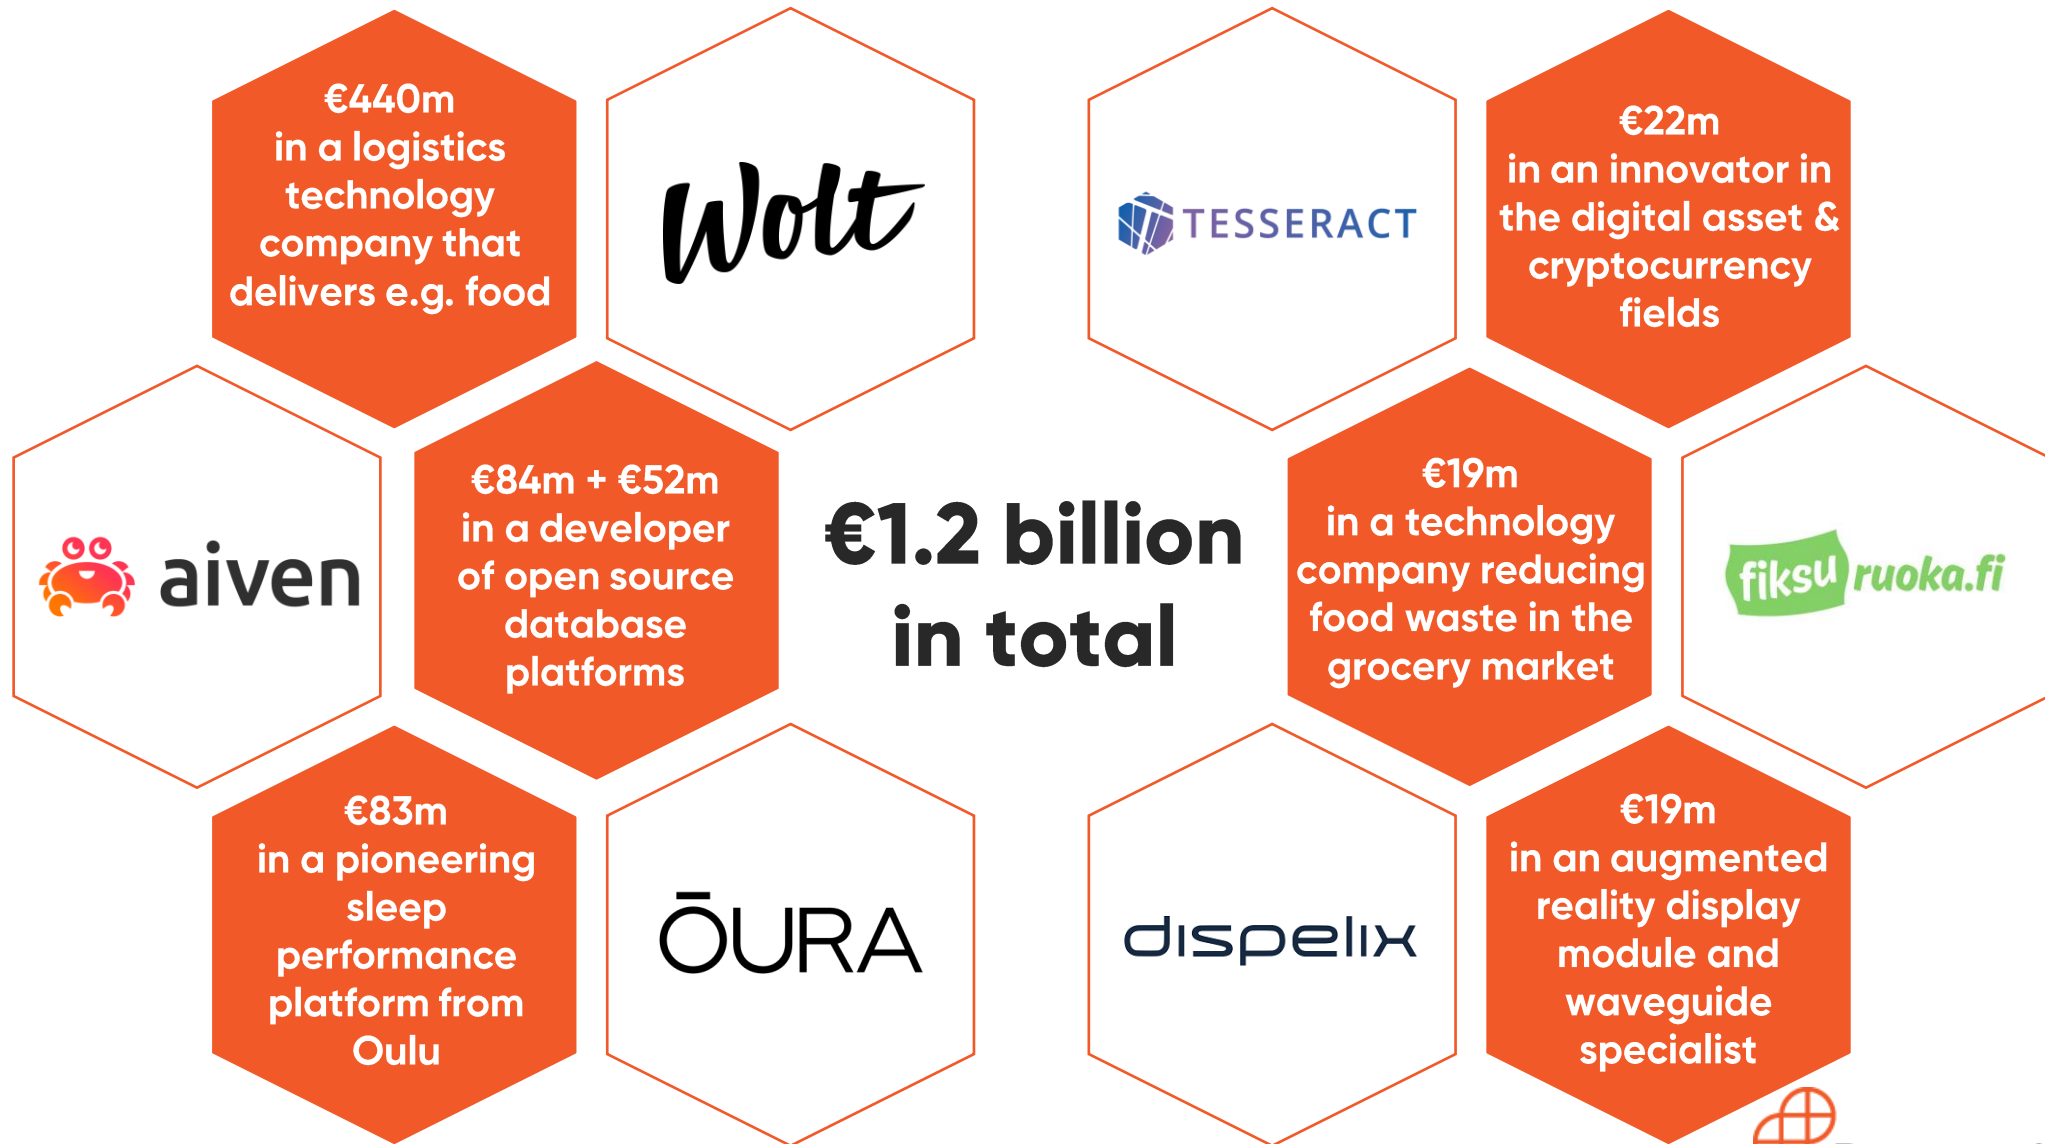 €440m
in a logistics
technology
company that
delivers e.g. food
Wolt
TESSERACT
€22m
in an innovator in
the digital asset &
cryptocurrency
fields
aiven
€84m + €52m
in a developer
of open source
database
platforms
€1.2 billion
in total
€19m
in a technology
company reducing
food waste in the
grocery market
fiksu ruoka.fi
€83m
in a pioneering
sleep
performance
platform from
Oulu
ŌURA
dispelix
€19m
in an augmented
reality display
module and
waveguide
specialist